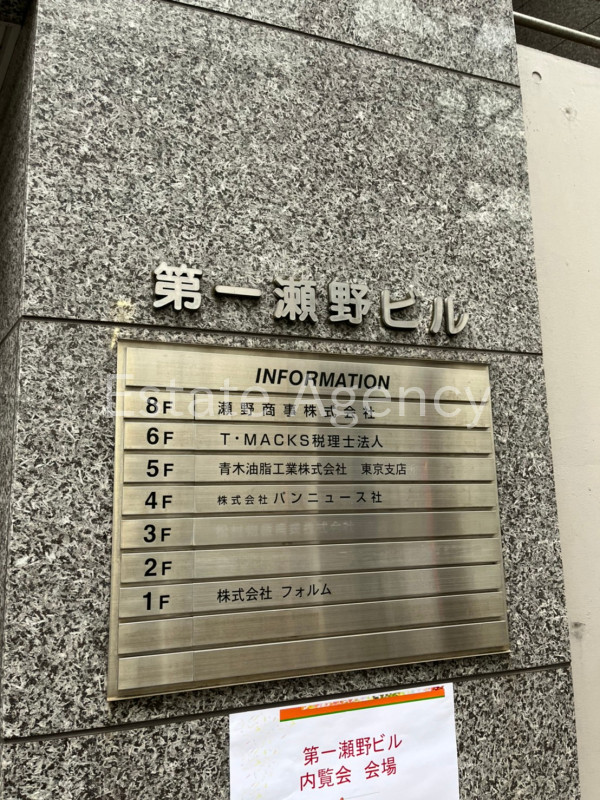 第一瀬野ビル
INFORMATION
Estate Agency
8F 瀬野商事株式会社
6F T・MACKS税理士法人
5F 青木油脂工業株式会社 東京支店
4F 株式会社 パンニュース社
3F
2F
1F 株式会社 フォルム
第一瀬野ビル
内覧会 会場